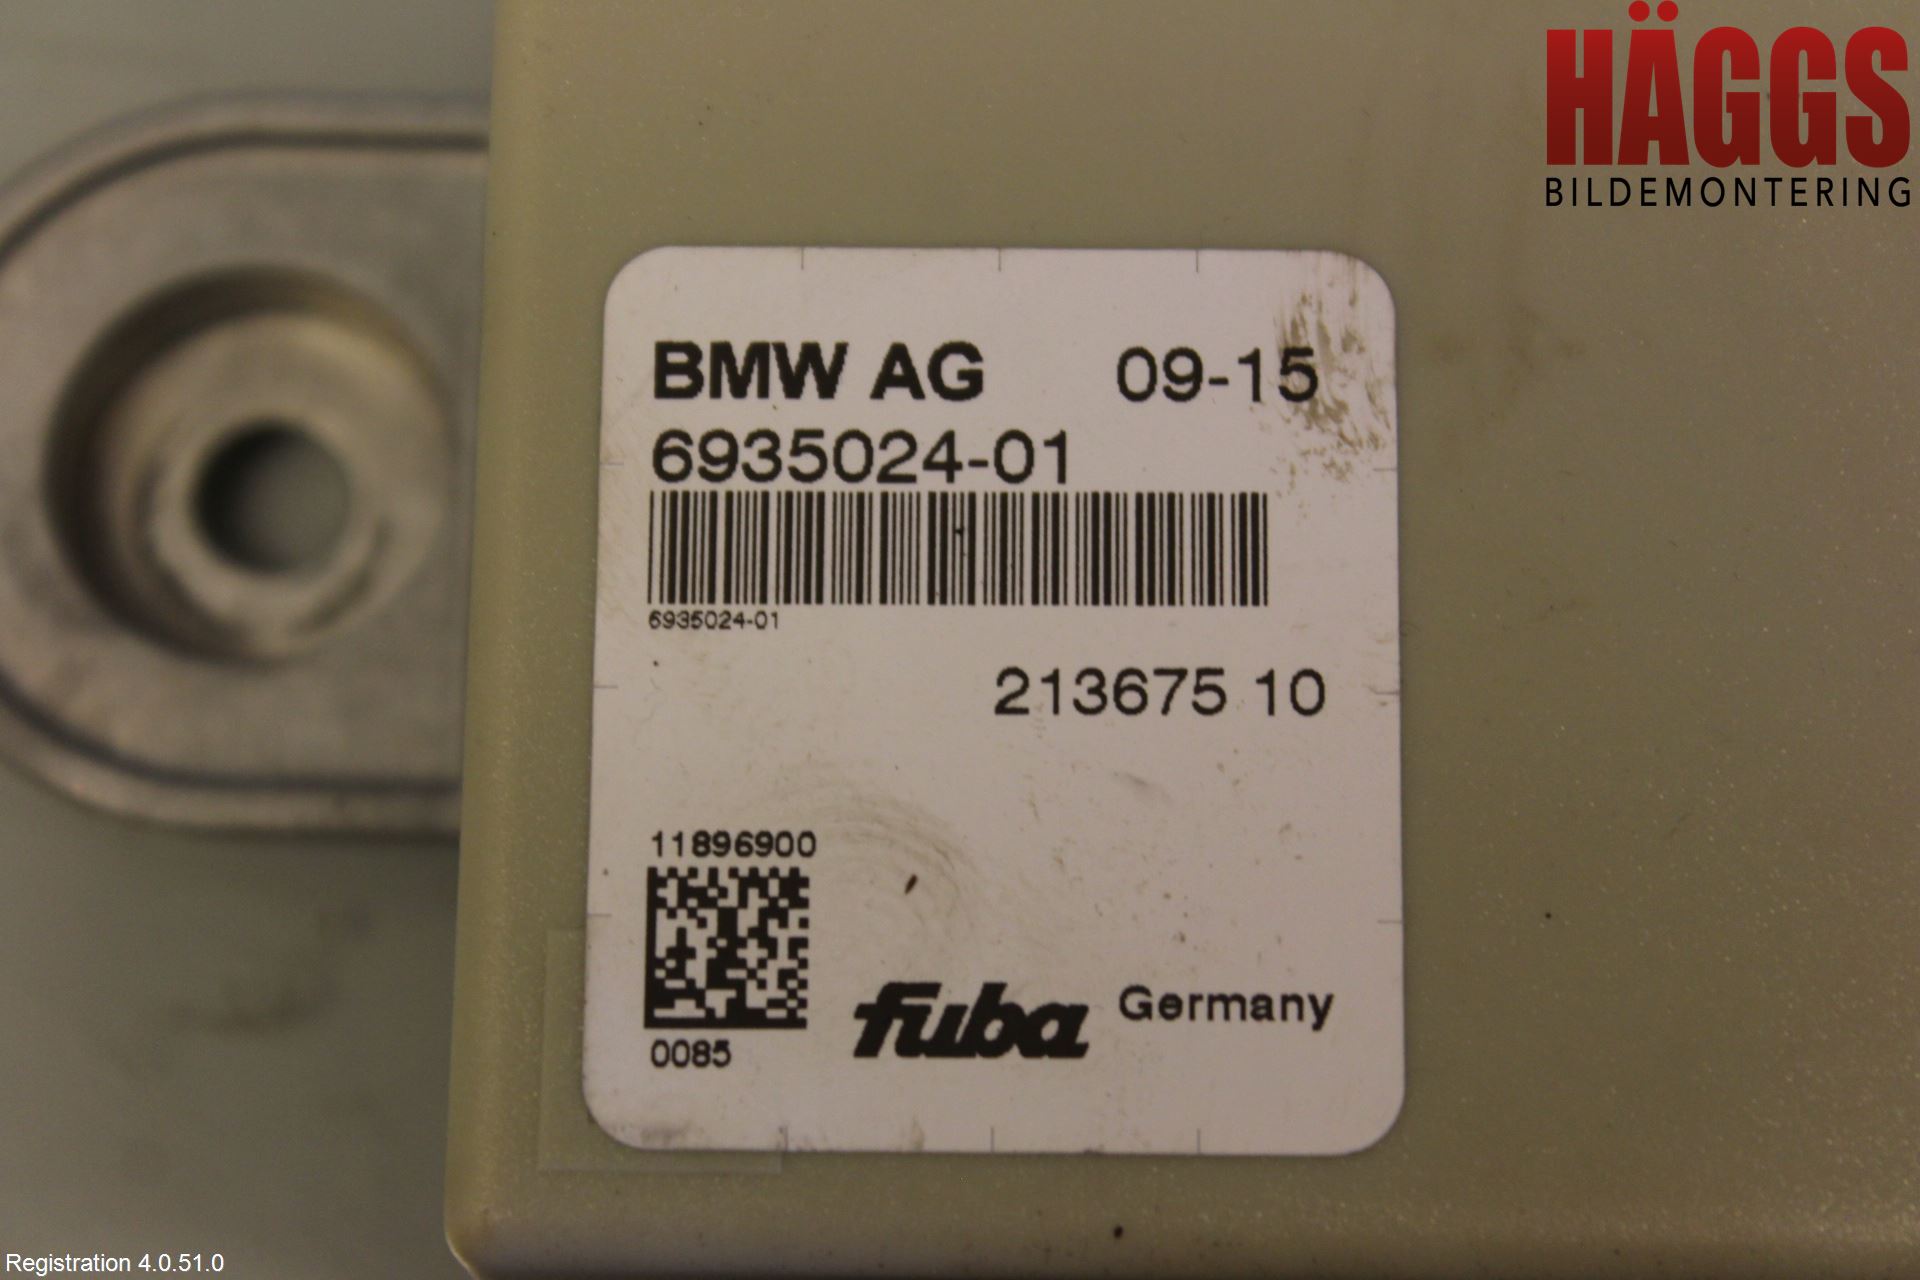 HÄGGS
BILDEMONTERING
BMW AG 09-15
6935024-01
6935024-01
213675 10
11896900
0085
fuba Germany
Registration 4.0.51.0